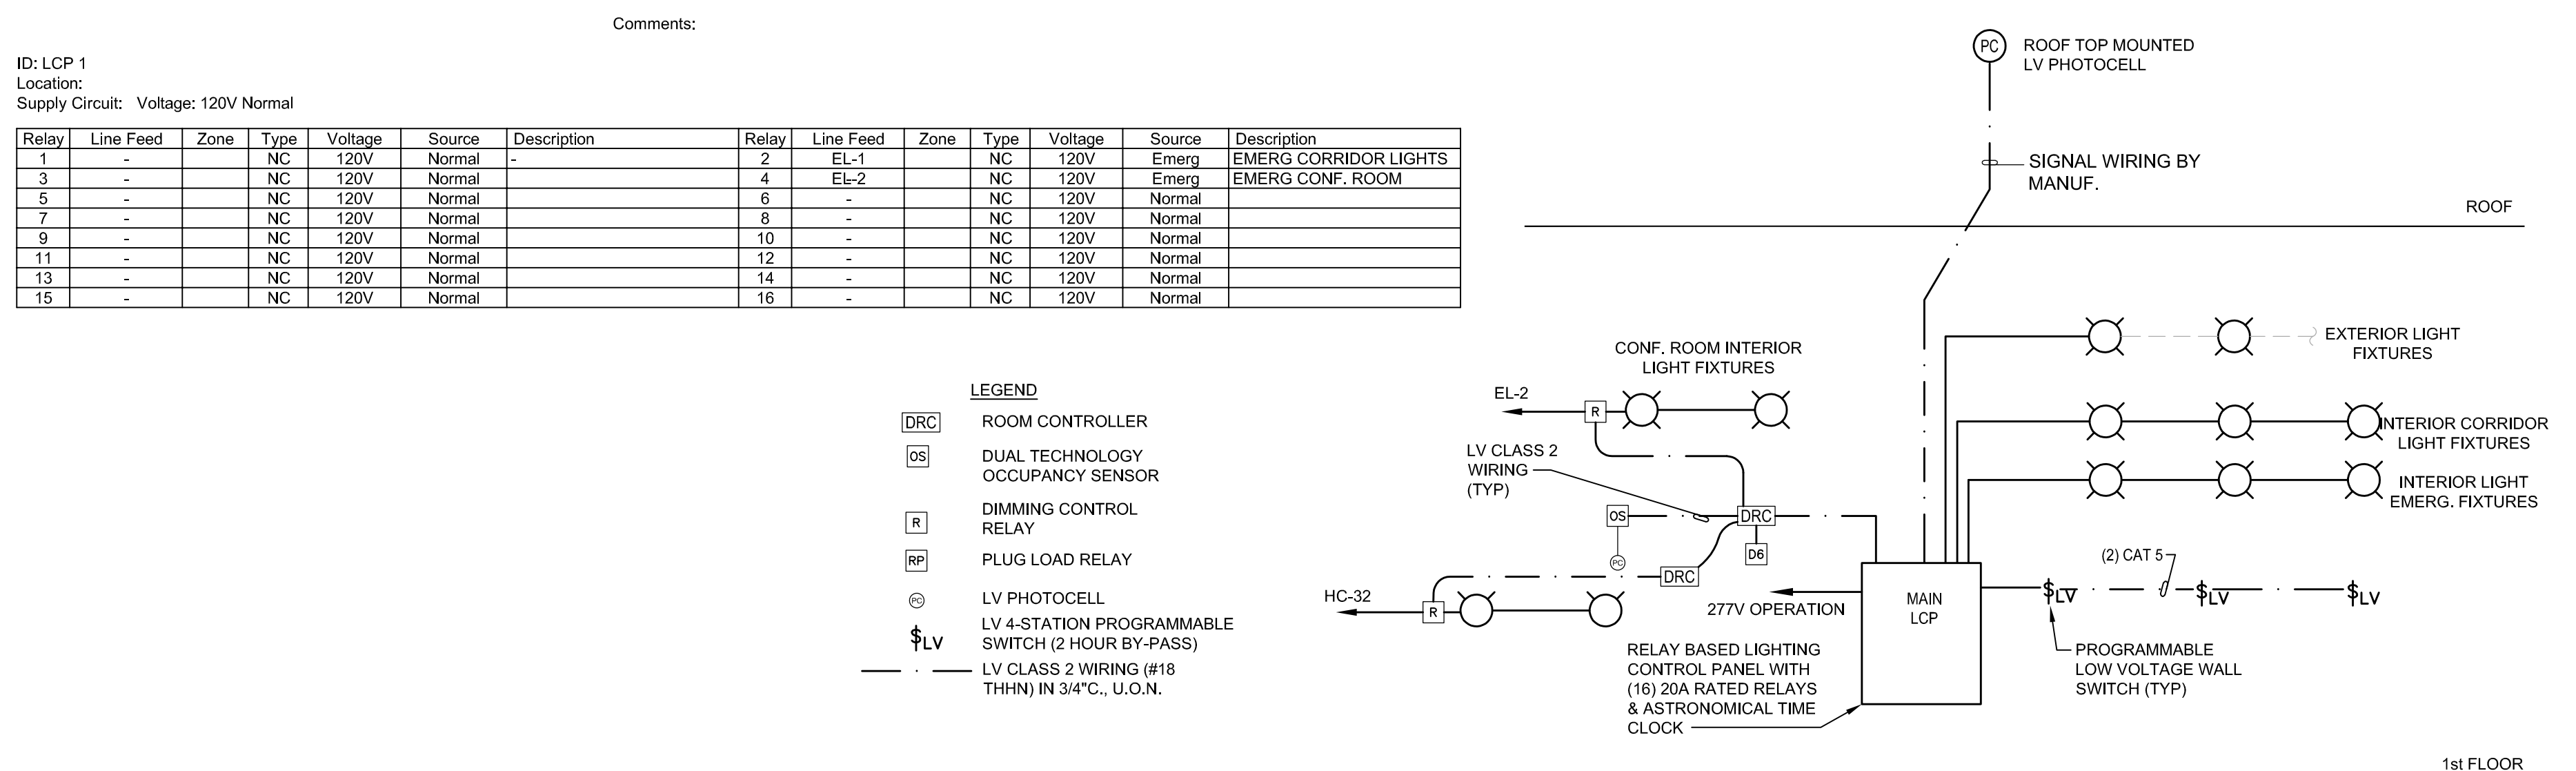 Comments:
ID: LCP 1
Location:
Supply Circuit: Voltage: 120V Normal
Relay Line Feed Zone Type Voltage Source Description Relay Line Feed Zone Type Voltage Source Description
1 - NC 120V Normal - 2 EL-1 NC 120V Emerg EMERG CORRIDOR LIGHTS
3 - NC 120V Normal 4 EL-2 NC 120V Emerg EMERG CONF. ROOM
5 - NC 120V Normal 6 - NC 120V Normal
7 - NC 120V Normal 8 - NC 120V Normal
9 - NC 120V Normal 10 - NC 120V Normal
11 - NC 120V Normal 12 - NC 120V Normal
13 - NC 120V Normal 14 - NC 120V Normal
15 - NC 120V Normal 16 - NC 120V Normal
LEGEND
DRC ROOM CONTROLLER
OS DUAL TECHNOLOGY
OCCUPANCY SENSOR
R DIMMING CONTROL
RELAY
RP PLUG LOAD RELAY
PC LV PHOTOCELL
$LV LV 4-STATION PROGRAMMABLE
SWITCH (2 HOUR BY-PASS)
LV CLASS 2 WIRING (#18
THHN) IN 3/4"C., U.O.N.
PC ROOF TOP MOUNTED
LV PHOTOCELL
SIGNAL WIRING BY
MANUF.
ROOF
EXTERIOR LIGHT
FIXTURES
CONF. ROOM INTERIOR
LIGHT FIXTURES
EL-2
R
INTERIOR CORRIDOR
LIGHT FIXTURES
LV CLASS 2
WIRING
(TYP)
INTERIOR LIGHT
EMERG. FIXTURES
OS
DRC
D6
PC
DRC
HC-32
R
277V OPERATION
MAIN
LCP
(2) CAT 5
$LV
$LV
$LV
RELAY BASED LIGHTING
CONTROL PANEL WITH
(16) 20A RATED RELAYS
& ASTRONOMICAL TIME
CLOCK
PROGRAMMABLE
LOW VOLTAGE WALL
SWITCH (TYP)
1st FLOOR